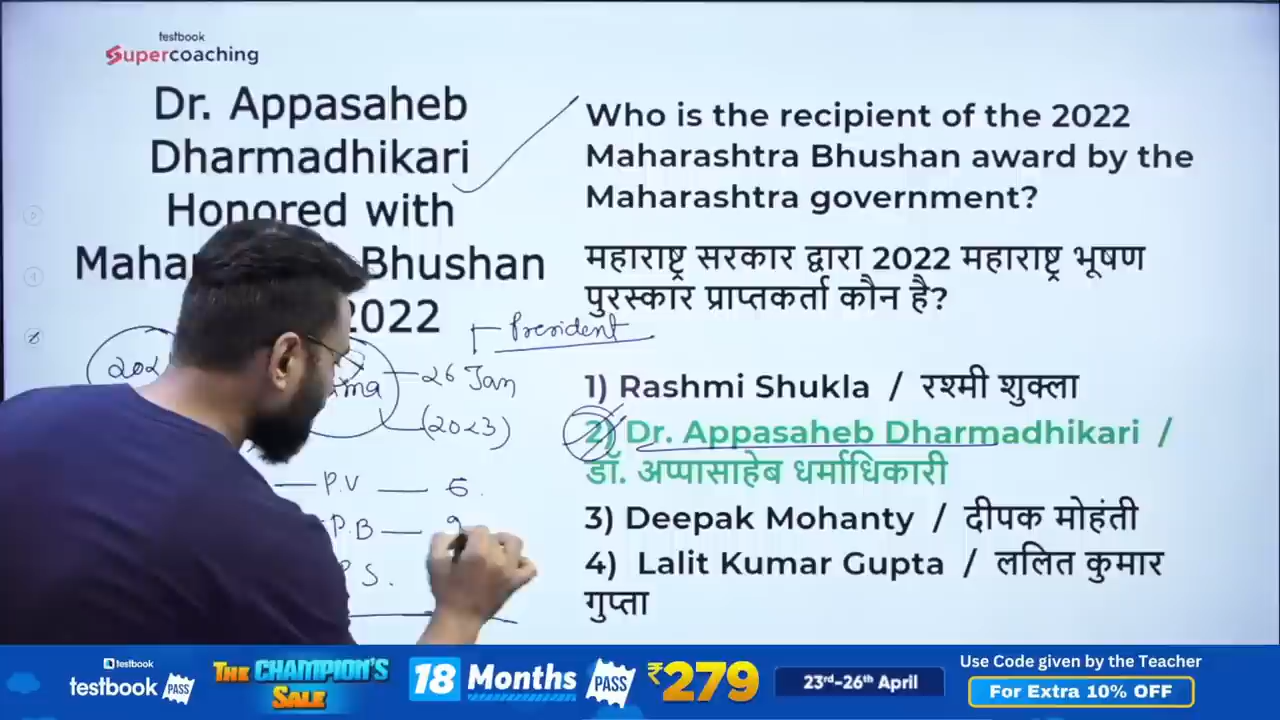 testbook
Supercoaching
Dr. Appasaheb
Dharmadhikari
Honored with
Bhushan
2022
Who is the recipient of the 2022
Maharashtra Bhushan award by the
Maharashtra government?
महाराष्ट्र सरकार द्वारा 2022 महाराष्ट्र भूषण
पुरस्कार प्राप्तकर्ता कौन है?
President
26 Jan
(2023)
P.V — 6.
P.B —
P S.
1) Rashmi Shukla / रश्मी शुक्ला
2) Dr. Appasaheb Dharmadhikari /
डॉ. अप्पासाहेब धर्माधिकारी
3) Deepak Mohanty / दीपक मोहंती
4) Lalit Kumar Gupta / ललित कुमार
गुप्ता
testbook
testbook PASS
THE CHAMPION'S
SALE
18 Months PASS ₹279
23rd-26th April
Use Code given by the Teacher
For Extra 10% OFF